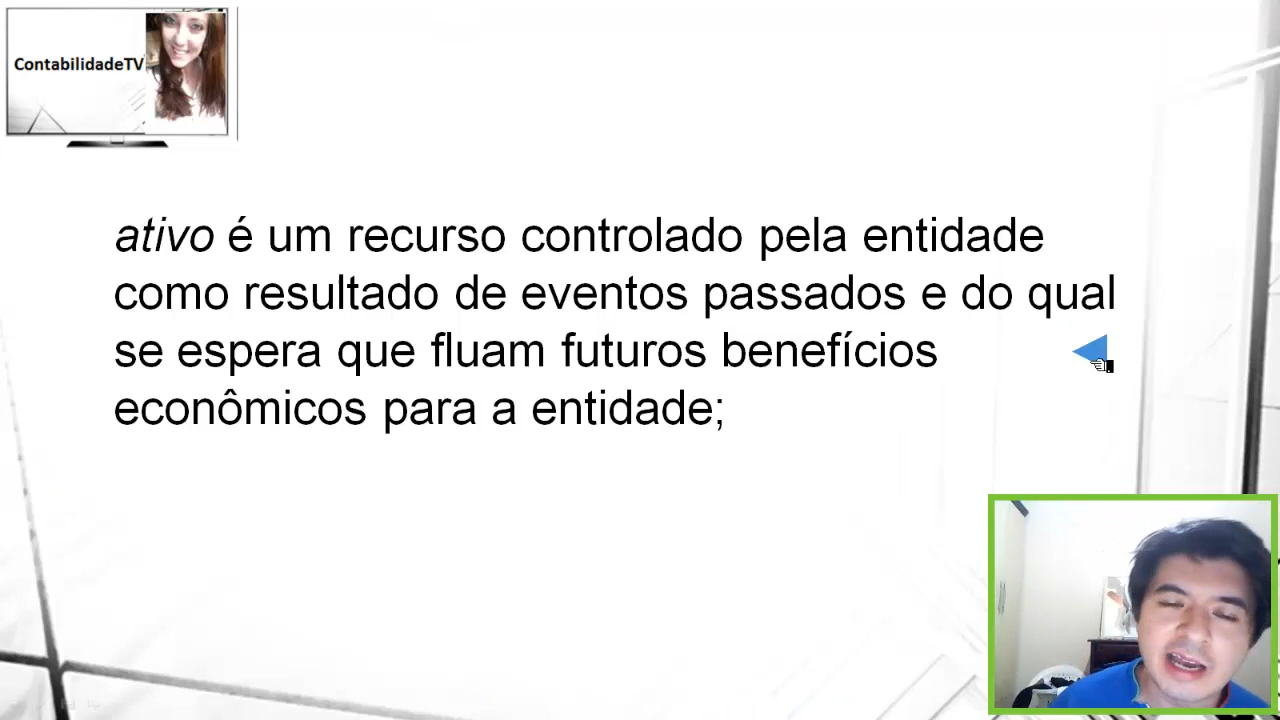 ContabilidadeTV
ativo é um recurso controlado pela entidade
como resultado de eventos passados e do qual
se espera que fluam futuros benefícios
econômicos para a entidade;